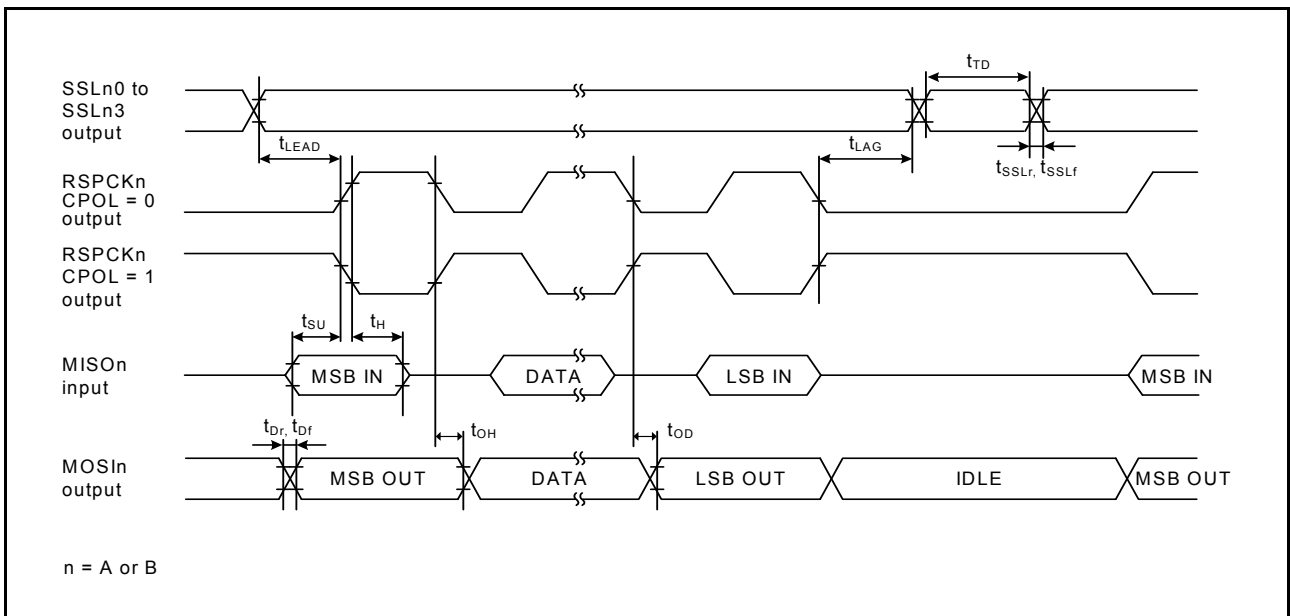 SSLn0 to
SSLn3
output
tTD
tLEAD
tLAG
tSSLr, tSSLf
RSPCKn
CPOL = 0
output
RSPCKn
CPOL = 1
output
tSU
tH
MISOn
input
MSB IN
DATA
LSB IN
MSB IN
tDr, tDf
tOH
tOD
MOSIn
output
MSB OUT
DATA
LSB OUT
IDLE
MSB OUT
n = A or B